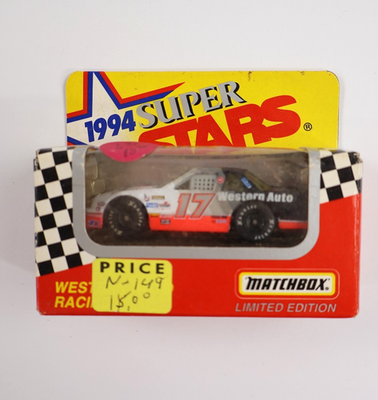 1994 SUPER
STARS®
17 Western Auto
PRICE
N-149
15.00
WEST
RACI
MATCHBOX
LIMITED EDITION